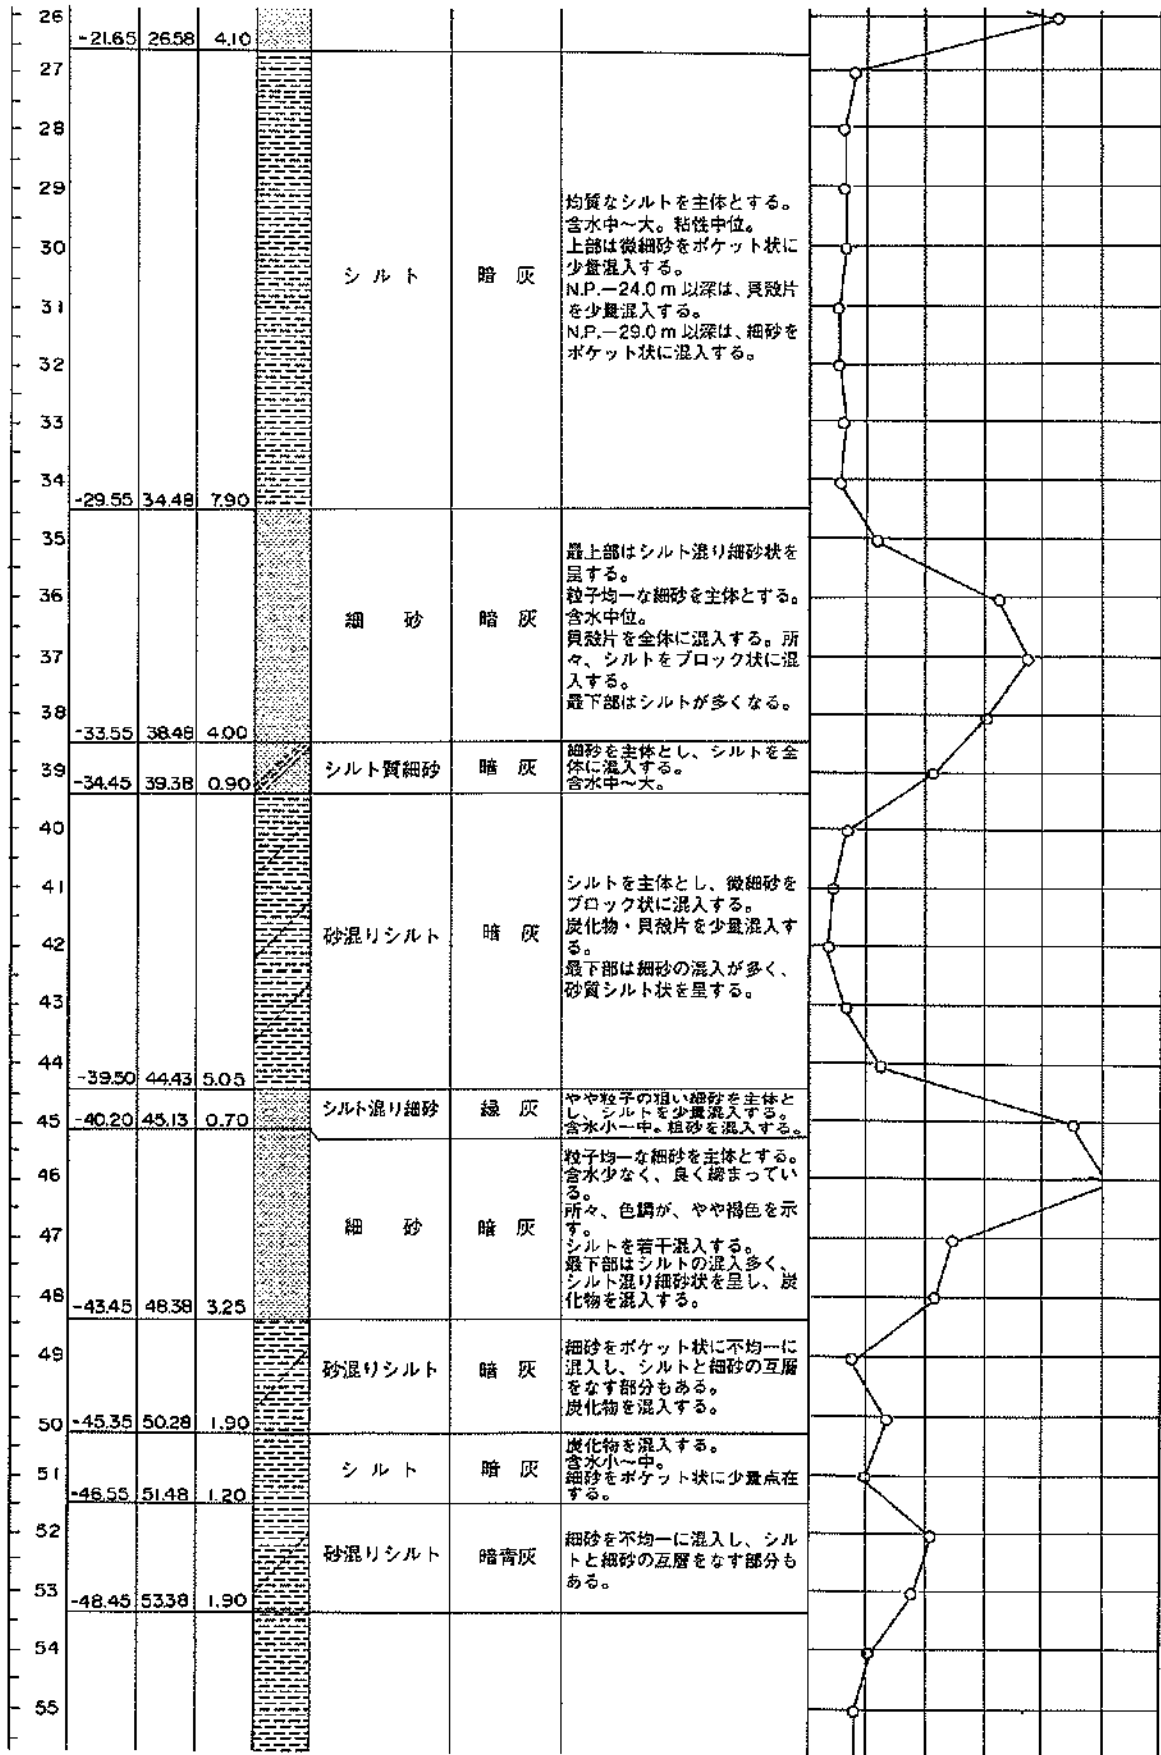 26
-21.65 26.58 4.10
27
28
29
30
31
32
33
34
シルト
暗灰
均質なシルトを主体とする。
含水中～大。粘性中位。
上部は微細砂をポケット状に
少量混入する。
N.P.－24.0m以深は、貝殻片
を少量混入する。
N.P.－29.0m以深は、細砂を
ポケット状に混入する。
-29.55 34.48 7.90
35
36
37
38
細砂
暗灰
最上部はシルト混り細砂状を
呈する。
粒子均一な細砂を主体とする。
含水中位。
貝殻片を全体に混入する。所
々、シルトをブロック状に混
入する。
最下部はシルトが多くなる。
-33.55 38.48 4.00
39
シルト質細砂
暗灰
細砂を主体とし、シルトを全
体に混入する。
含水中～大。
-34.45 39.38 0.90
40
41
42
43
44
砂混りシルト
暗灰
シルトを主体とし、微細砂を
ブロック状に混入する。
炭化物・貝殻片を少量混入す
る。
最下部は細砂の混入が多く、
砂質シルト状を呈する。
-39.50 44.43 5.05
45
シルト混り細砂
緑灰
やや粒子の粗い細砂を主体と
し、シルトを少量混入する。
含水小～中。粗砂を混入する。
-40.20 45.13 0.70
46
47
48
細砂
暗灰
粒子均一な細砂を主体とする。
含水少なく、良く締まってい
る。
所々、色調が、やや褐色を示
す。
シルトを若干混入する。
最下部はシルトの混入多く、
シルト混り細砂状を呈し、炭
化物を混入する。
-43.45 48.38 3.25
49
50
砂混りシルト
暗灰
細砂をポケット状に不均一に
混入し、シルトと細砂の互層
をなす部分もある。
炭化物を混入する。
-45.35 50.28 1.90
51
シルト
暗灰
炭化物を混入する。
含水小～中。
細砂をポケット状に少量点在
する。
-46.55 51.48 1.20
52
53
砂混りシルト
暗青灰
細砂を不均一に混入し、シル
トと細砂の互層をなす部分も
ある。
-48.45 53.38 1.90
54
55